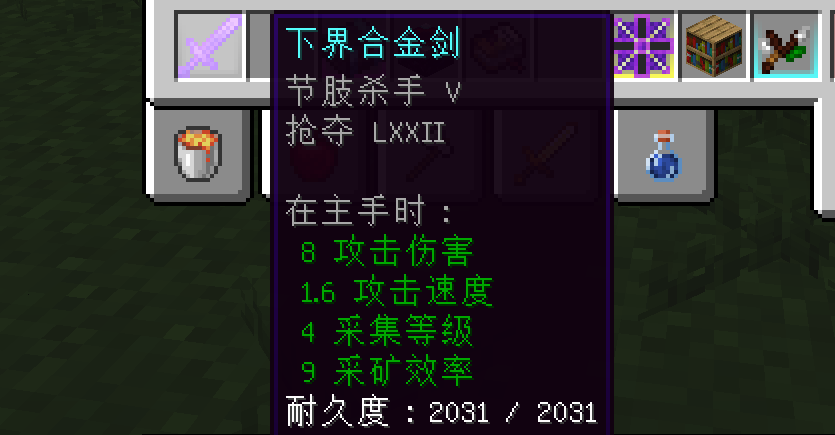 下界合金剑
节肢杀手 V
抢夺 LXXII
在主手时：
8 攻击伤害
1.6 攻击速度
4 采集等级
9 采矿效率
耐久度：2031 / 2031